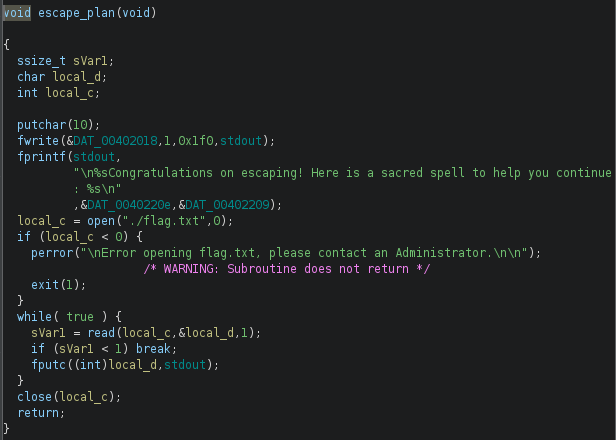 void escape_plan(void)
{
ssize_t sVar1;
char local_d;
int local_c;
putchar(10);
fwrite(&DAT_00402018,1,0x1f0,stdout);
fprintf(stdout,
"\n%sCongratulations on escaping! Here is a sacred spell to help you continue
: %s\n"
,&DAT_0040220e,&DAT_00402209);
local_c = open("./flag.txt",0);
if (local_c < 0) {
perror("\nError opening flag.txt, please contact an Administrator.\n\n");
/* WARNING: Subroutine does not return */
exit(1);
}
while( true ) {
sVar1 = read(local_c,&local_d,1);
if (sVar1 < 1) break;
fputc((int)local_d,stdout);
}
close(local_c);
return;
}